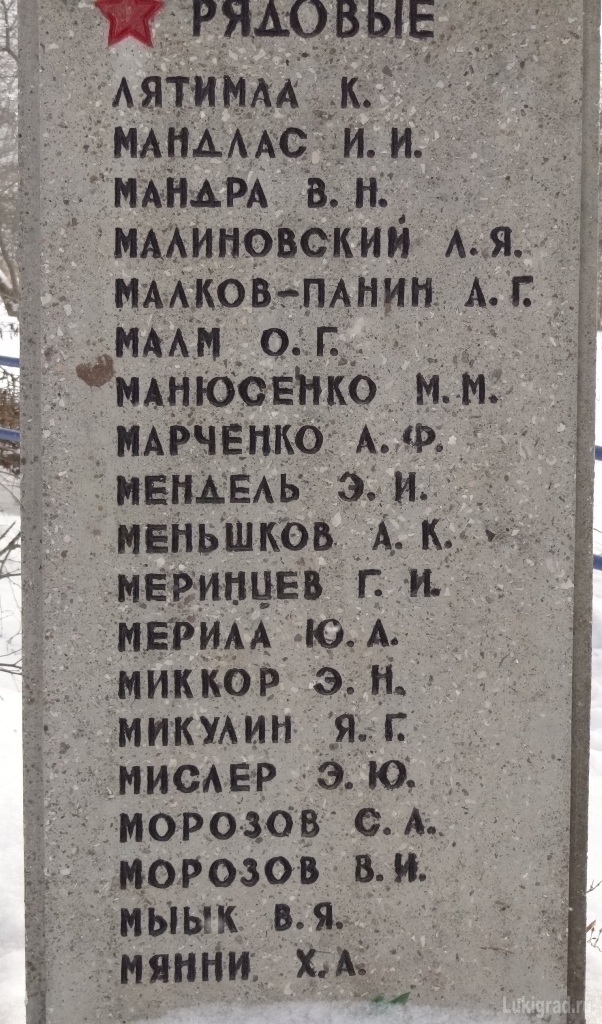 РЯДОВЫЕ
ЛЯТИМАА К.
МАНДЛАС И. И.
МАНДРА В. Н.
МАЛИНОВСКИЙ Л. Я.
МАЛКОВ-ПАНИН А. Г.
МАЛМ О. Г.
МАНЮСЕНКО М. М.
МАРЧЕНКО А. Ф.
МЕНДЕЛЬ Э. И.
МЕНЬШКОВ А. К.
МЕРИНЦЕВ Г. И.
МЕРИЛА Ю. А.
МИККОР Э. Н.
МИКУЛИН Я. Г.
МИСЛЕР Э. Ю.
МОРОЗОВ С. А.
МОРОЗОВ В. И.
МЫЫК В. Я.
МЯННИ Х. А.
Lukigrad.ru